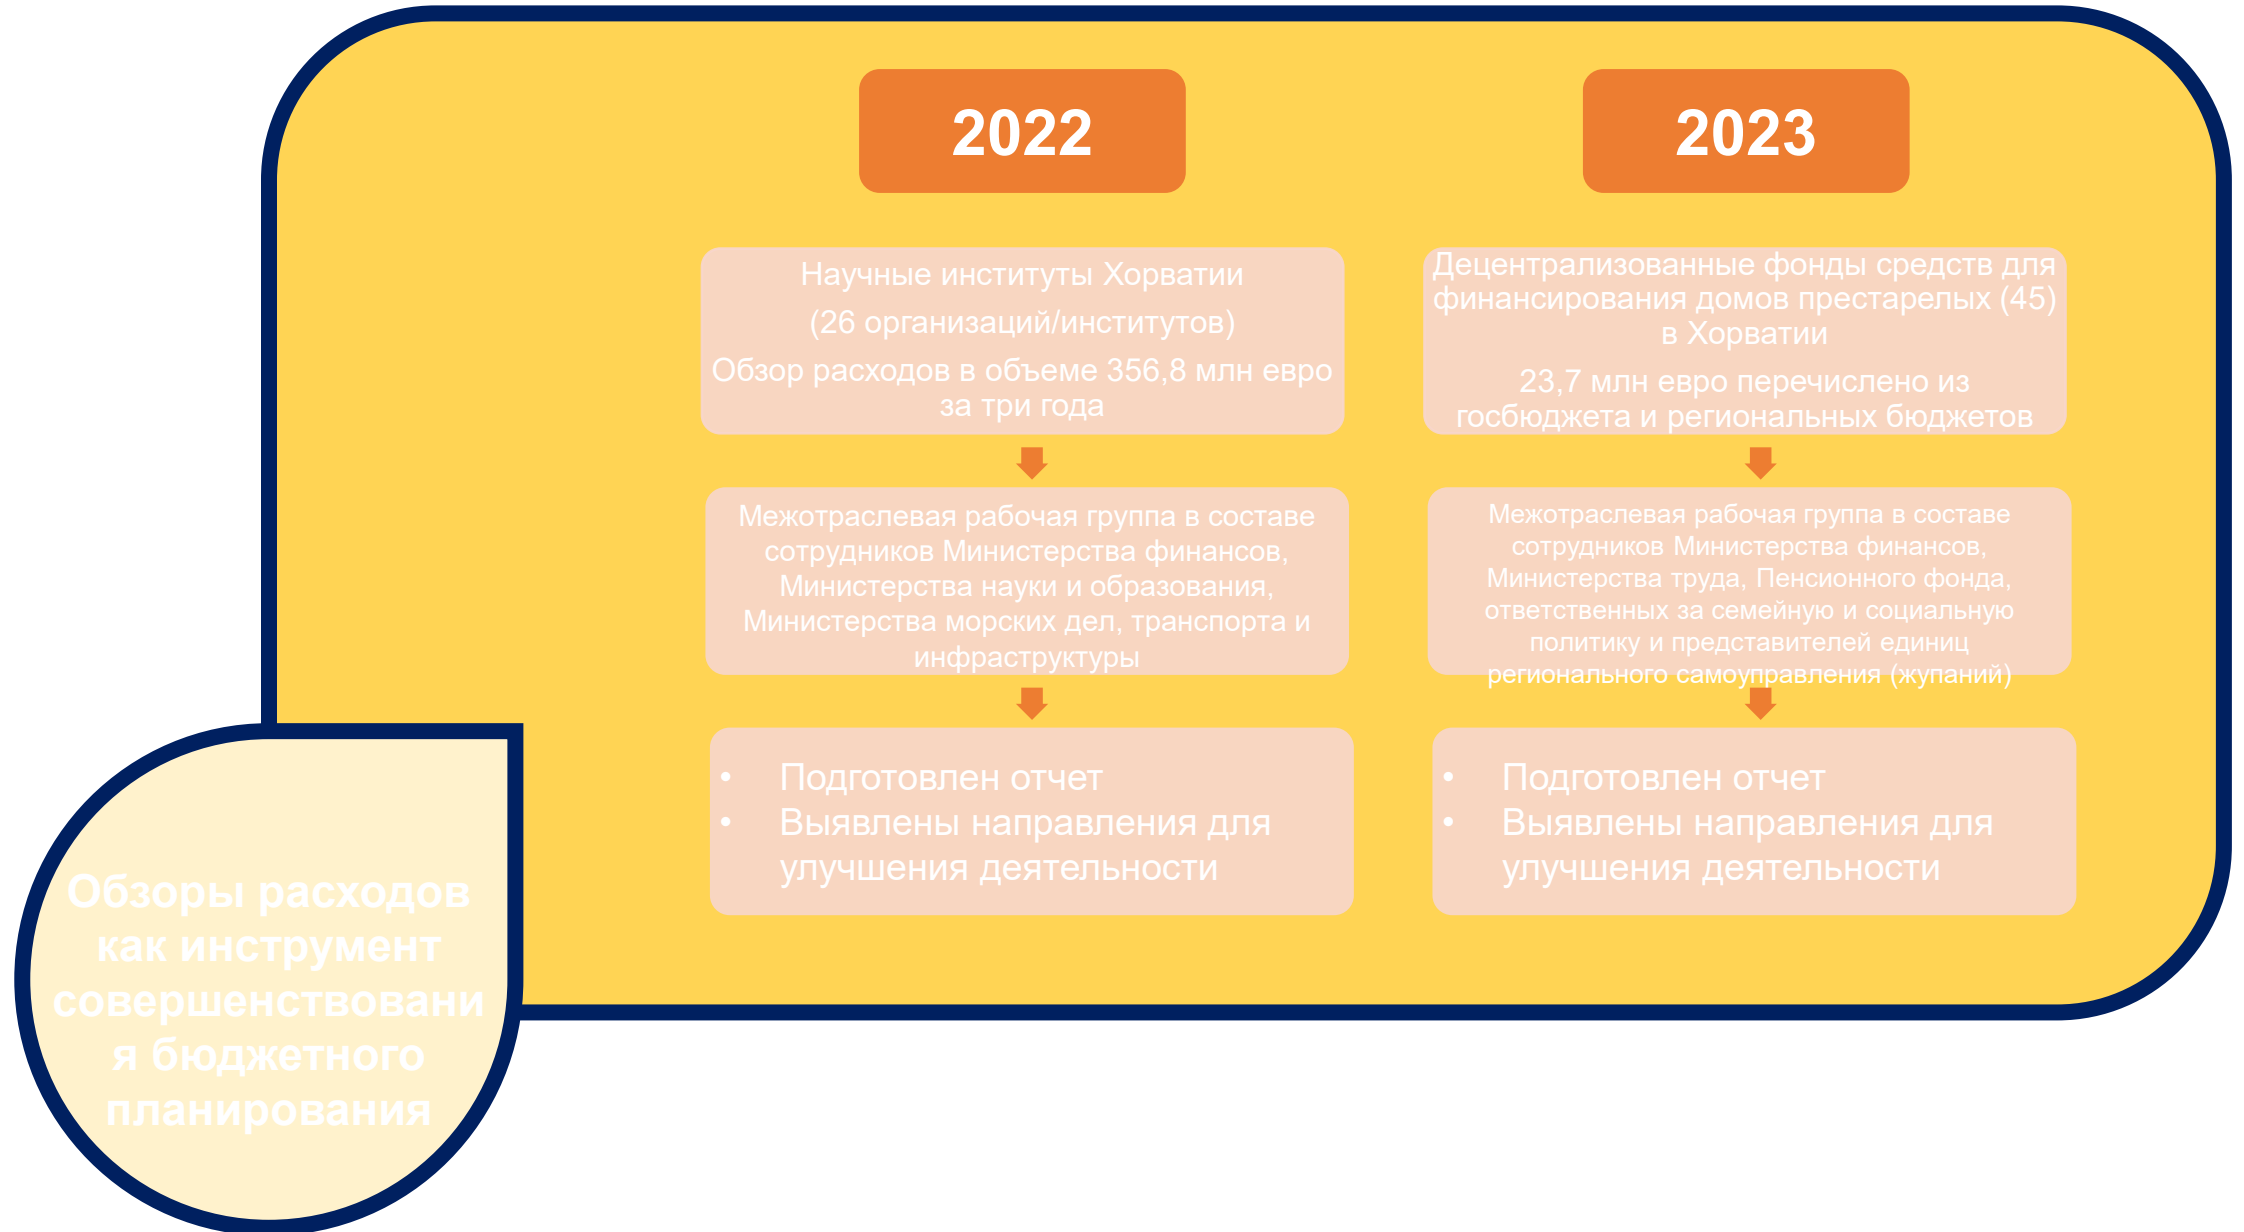 2022
Научные институты Хорватии
(26 организаций/институтов)
Обзор расходов в объеме 356,8 млн евро
за три года
Межотраслевая рабочая группа в составе
сотрудников Министерства финансов,
Министерства науки и образования,
Министерства морских дел, транспорта и
инфраструктуры
• Подготовлен отчет
• Выявлены направления для
улучшения деятельности
2023
Децентрализованные фонды средств для
финансирования домов престарелых (45)
в Хорватии
23,7 млн евро перечислено из
госбюджета и региональных бюджетов
Межотраслевая рабочая группа в составе
сотрудников Министерства финансов,
Министерства труда, Пенсионного фонда,
ответственных за семейную и социальную
политику и представителей единиц
регионального самоуправления (жупаний)
• Подготовлен отчет
• Выявлены направления для
улучшения деятельности
Обзоры расходов
как инструмент
совершенствовани
я бюджетного
планирования